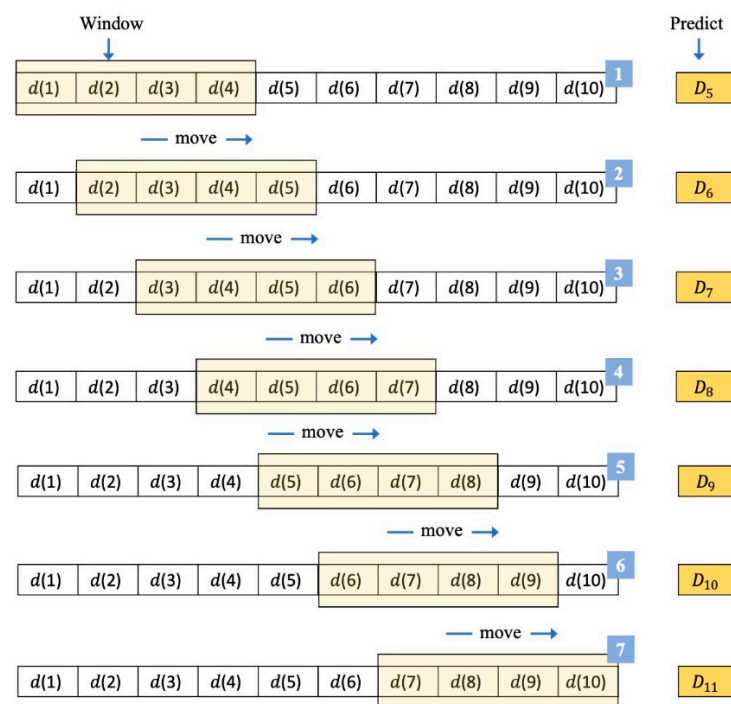 Window Predict
1
d(1) d(2) d(3) d(4) d(5) d(6) d(7) d(8) d(9) d(10) D₅
move
2
d(1) d(2) d(3) d(4) d(5) d(6) d(7) d(8) d(9) d(10) D₆
move
3
d(1) d(2) d(3) d(4) d(5) d(6) d(7) d(8) d(9) d(10) D₇
move
4
d(1) d(2) d(3) d(4) d(5) d(6) d(7) d(8) d(9) d(10) D₈
move
5
d(1) d(2) d(3) d(4) d(5) d(6) d(7) d(8) d(9) d(10) D₉
move
6
d(1) d(2) d(3) d(4) d(5) d(6) d(7) d(8) d(9) d(10) D₁₀
move
7
d(1) d(2) d(3) d(4) d(5) d(6) d(7) d(8) d(9) d(10) D₁₁